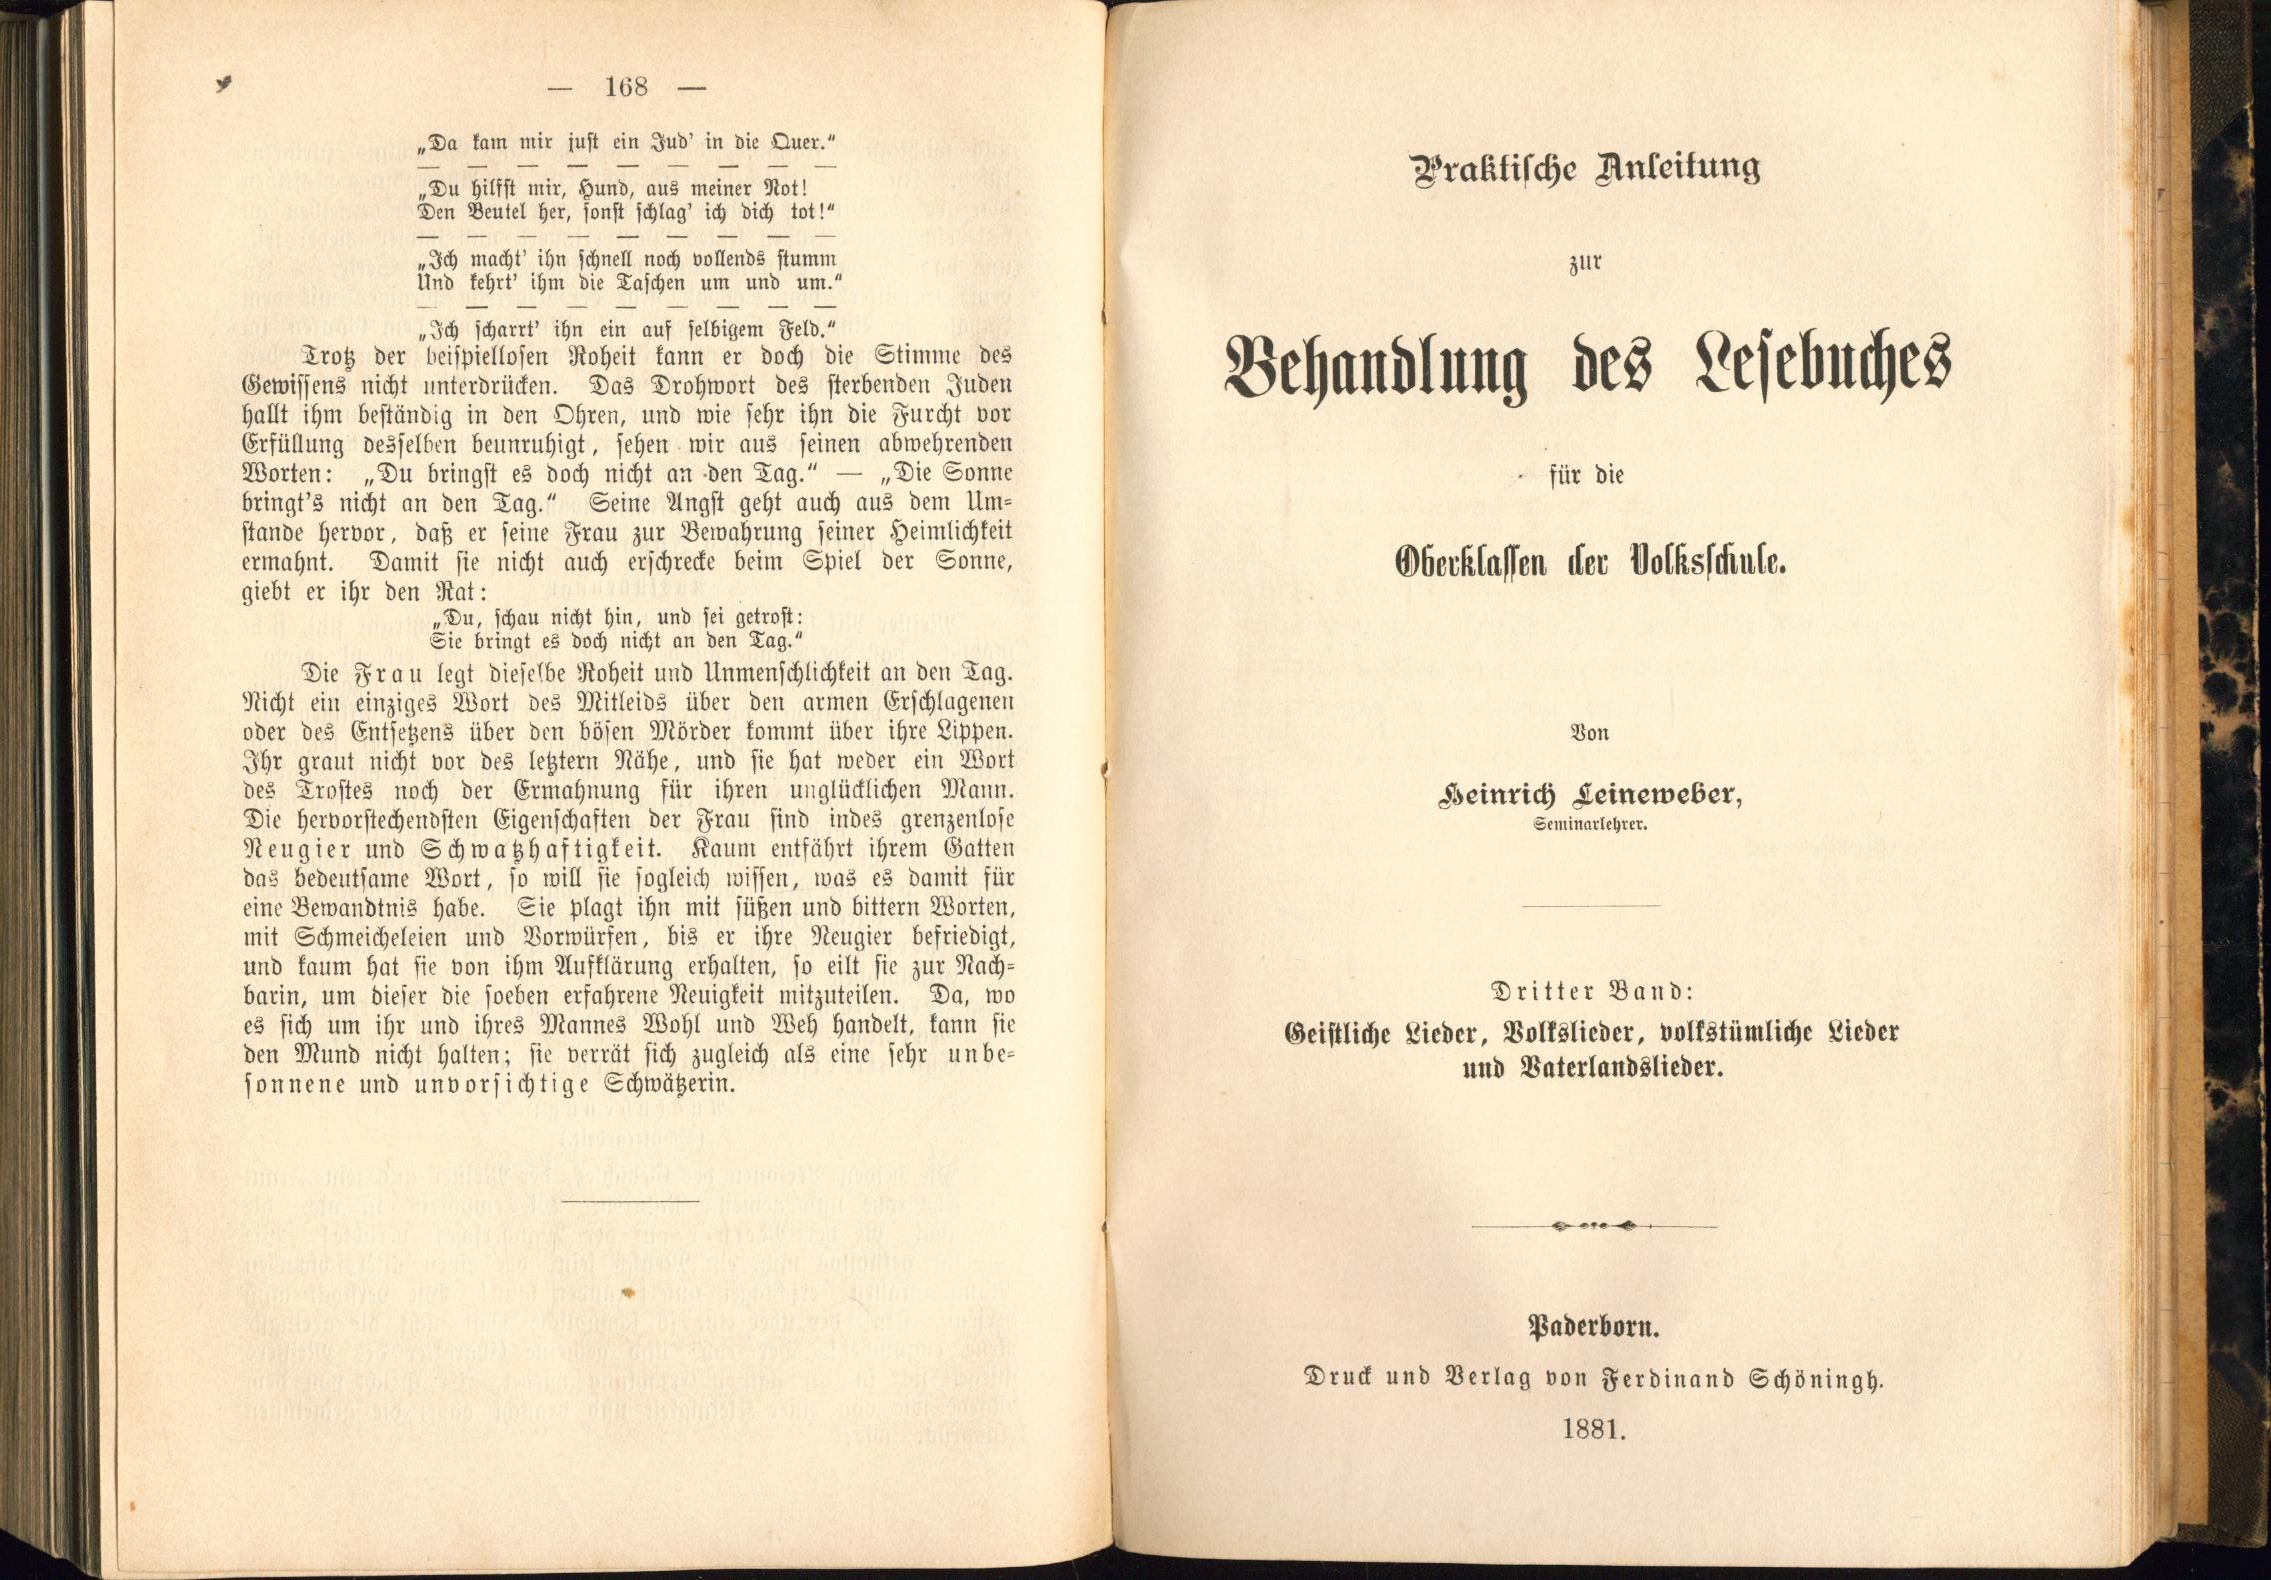 — 168 —
„Da kam mir just ein Jud' in die Quer.“
— — — — — — — — —
„Du hilfst mir, Hund, aus meiner Not!
Den Beutel her, sonst schlag' ich dich tot!“
— — — — — — — — —
„Ich macht' ihn schnell noch vollends stumm
Und kehrt' ihm die Taschen um und um.“
— — — — — — — — —
„Ich scharrt' ihn ein auf selbigem Feld.“
Trotz der beispiellosen Roheit kann er doch die Stimme des
Gewissens nicht unterdrücken. Das Drohwort des sterbenden Juden
hallt ihm beständig in den Ohren, und wie sehr ihn die Furcht vor
Erfüllung desselben beunruhigt, sehen wir aus seinen abwehrenden
Worten: „Du bringst es doch nicht an den Tag.“ — „Die Sonne
bringt's nicht an den Tag.“ Seine Angst geht auch aus dem Um-
stande hervor, daß er seine Frau zur Bewahrung seiner Heimlichkeit
ermahnt. Damit sie nicht auch erschrecke beim Spiel der Sonne,
giebt er ihr den Rat:
„Du, schau nicht hin, und sei getrost:
Sie bringt es doch nicht an den Tag.“
Die Frau legt dieselbe Roheit und Unmenschlichkeit an den Tag.
Nicht ein einziges Wort des Mitleids über den armen Erschlagenen
oder des Entsetzens über den bösen Mörder kommt über ihre Lippen.
Ihr graut nicht vor des letztern Nähe, und sie hat weder ein Wort
des Trostes noch der Ermahnung für ihren unglücklichen Mann.
Die hervorstechendsten Eigenschaften der Frau sind indes grenzenlose
Neugier und Schwatzhaftigkeit. Kaum entfährt ihrem Gatten
das bedeutsame Wort, so will sie sogleich wissen, was es damit für
eine Bewandtnis habe. Sie plagt ihn mit süßen und bittern Worten,
mit Schmeicheleien und Vorwürfen, bis er ihre Neugier befriedigt,
und kaum hat sie von ihm Aufklärung erhalten, so eilt sie zur Nach-
barin, um dieser die soeben erfahrene Neuigkeit mitzuteilen. Da, wo
es sich um ihr und ihres Mannes Wohl und Weh handelt, kann sie
den Mund nicht halten; sie verrät sich zugleich als eine sehr unbe-
sonnene und unvorsichtige Schwätzerin.
Praktische Anleitung
zur
Behandlung des Lesebuches
für die
Oberklassen der Volksschule.
Von
Heinrich Leineweber,
Seminarlehrer.
Dritter Band:
Geistliche Lieder, Volkslieder, volkstümliche Lieder
und Vaterlandslieder.
Paderborn.
Druck und Verlag von Ferdinand Schöningh.
1881.